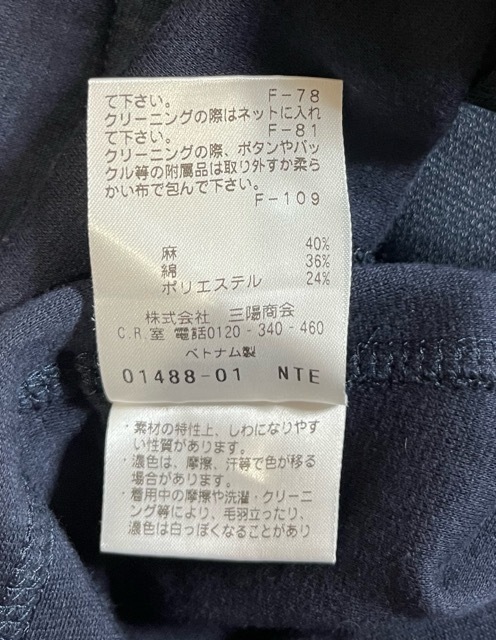 て下さい。 F-78
クリーニングの際はネットに入れ
て下さい。 F-81
クリーニングの際、ボタンやバッ
クル等の附属品は取り外すか柔ら
かい布で包んで下さい。
F-109
麻 40%
綿 36%
ポリエステル 24%
株式会社 三陽商会
C.R.室 電話0120-340-460
ベトナム製
01488-01 NTE
・素材の特性上、しわになりやす
い性質があります。
・濃色は、摩擦、汗等で色が移る
場合があります。
・着用中の摩擦や洗濯・クリーニ
ング等により、毛羽立ったり、
濃色は白っぽくなることがあり